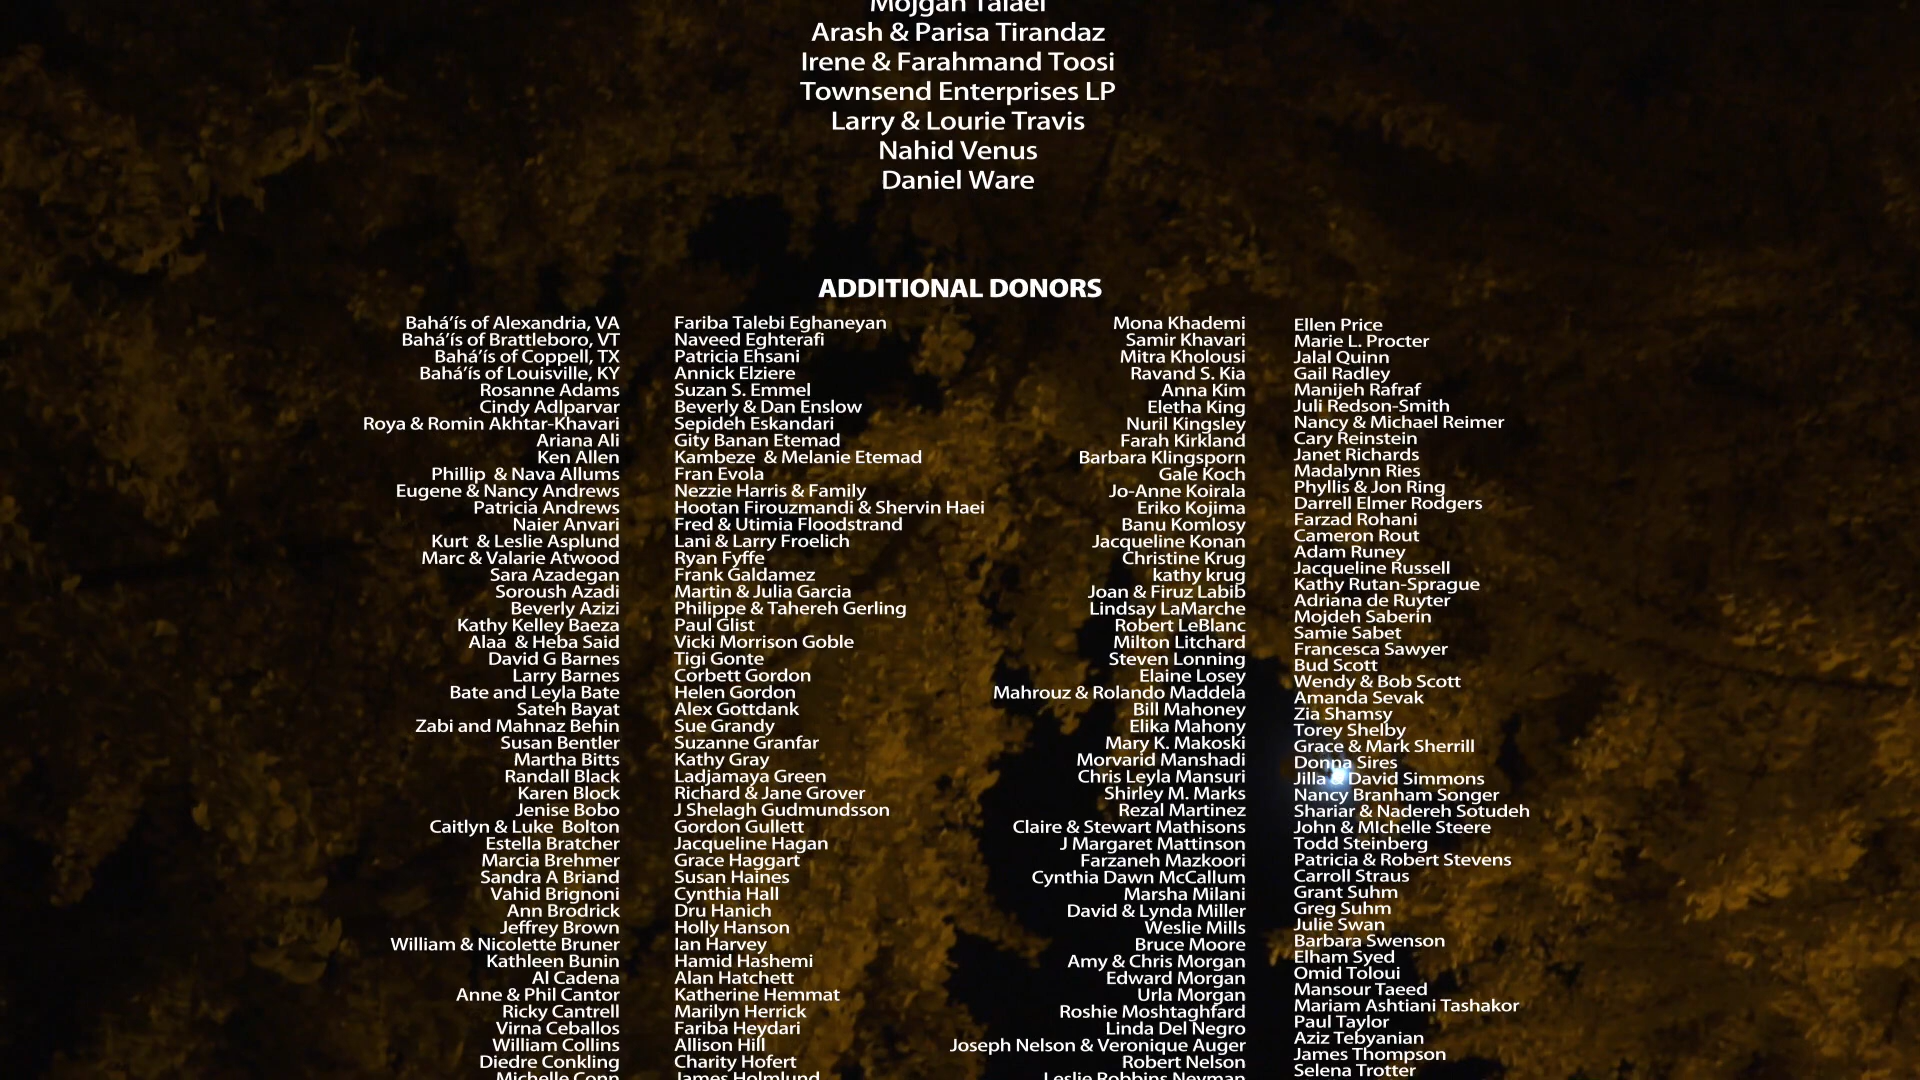 Mojgan Talaei
Arash & Parisa Tirandaz
Irene & Farahmand Toosi
Townsend Enterprises LP
Larry & Lourie Travis
Nahid Venus
Daniel Ware
ADDITIONAL DONORS
Bahá’ís of Alexandria, VA
Bahá’ís of Brattleboro, VT
Bahá’ís of Coppell, TX
Bahá’ís of Louisville, KY
Rosanne Adams
Cindy Adlparvar
Roya & Romin Akhtar-Khavari
Ariana Ali
Ken Allen
Phillip & Nava Allums
Eugene & Nancy Andrews
Patricia Andrews
Naier Anvari
Kurt & Leslie Asplund
Marc & Valarie Atwood
Sara Azadegan
Soroush Azadi
Beverly Azizi
Kathy Kelley Baeza
Alaa & Heba Said
David G Barnes
Larry Barnes
Bate and Leyla Bate
Sateh Bayat
Zabi and Mahnaz Behin
Susan Bentler
Martha Bitts
Randall Black
Karen Block
Jenise Bobo
Caitlyn & Luke Bolton
Estella Bratcher
Marcia Brehmer
Sandra A Briand
Vahid Brignoni
Ann Brodrick
Jeffrey Brown
William & Nicolette Bruner
Kathleen Bunin
Al Cadena
Anne & Phil Cantor
Ricky Cantrell
Virna Ceballos
William Collins
Diedre Conkling
Michelle Conn
Fariba Talebi Eghaneyan
Naveed Eghterafi
Patricia Ehsani
Annick Elziere
Suzan S. Emmel
Beverly & Dan Enslow
Sepideh Eskandari
Gity Banan Etemad
Kambeze & Melanie Etemad
Fran Evola
Nezzie Harris & Family
Hootan Firouzmandi & Shervin Haei
Fred & Utimia Floodstrand
Lani & Larry Froelich
Ryan Fyffe
Frank Galdamez
Martin & Julia Garcia
Philippe & Tahereh Gerling
Paul Glist
Vicki Morrison Goble
Tigi Gonte
Corbett Gordon
Helen Gordon
Alex Gottdank
Sue Grandy
Suzanne Granfar
Kathy Gray
Ladjamaya Green
Richard & Jane Grover
J Shelagh Gudmundsson
Gordon Gullett
Jacqueline Hagan
Grace Haggart
Susan Haines
Cynthia Hall
Dru Hanich
Holly Hanson
Ian Harvey
Hamid Hashemi
Alan Hatchett
Katherine Hemmat
Marilyn Herrick
Fariba Heydari
Allison Hill
Charity Hofert
James Holmlund
Mona Khademi
Samir Khavari
Mitra Kholousi
Ravand S. Kia
Anna Kim
Eletha King
Nuril Kingsley
Farah Kirkland
Barbara Klingsporn
Gale Koch
Jo-Anne Koirala
Eriko Kojima
Banu Komlosy
Jacqueline Konan
Christine Krug
kathy krug
Joan & Firuz Labib
Lindsay LaMarche
Robert LeBlanc
Milton Litchard
Steven Lonning
Elaine Losey
Mahrouz & Rolando Maddela
Bill Mahoney
Elika Mahony
Mary K. Makoski
Morvarid Manshadi
Chris Leyla Mansuri
Shirley M. Marks
Rezal Martinez
Claire & Stewart Mathisons
J Margaret Mattinson
Farzaneh Mazkoori
Cynthia Dawn McCallum
Marsha Milani
David & Lynda Miller
Weslie Mills
Bruce Moore
Amy & Chris Morgan
Edward Morgan
Urla Morgan
Roshie Moshtaghfard
Linda Del Negro
Joseph Nelson & Veronique Auger
Robert Nelson
Leslie Robbins Neyman
Ellen Price
Marie L. Procter
Jalal Quinn
Gail Radley
Manijeh Rafraf
Juli Redson-Smith
Nancy & Michael Reimer
Cary Reinstein
Janet Richards
Madalynn Ries
Phyllis & Jon Ring
Darrell Elmer Rodgers
Farzad Rohani
Cameron Rout
Adam Runey
Jacqueline Russell
Kathy Rutan-Sprague
Adriana de Ruyter
Mojdeh Saberin
Samie Sabet
Francesca Sawyer
Bud Scott
Wendy & Bob Scott
Amanda Sevak
Zia Shamsy
Torey Shelby
Grace & Mark Sherrill
Donna Sires
Jilla & David Simmons
Nancy Branham Songer
Shariar & Nadereh Sotudeh
John & MIchelle Steere
Todd Steinberg
Patricia & Robert Stevens
Carroll Straus
Grant Suhm
Greg Suhm
Julie Swan
Barbara Swenson
Elham Syed
Omid Toloui
Mansour Taeed
Mariam Ashtiani Tashakor
Paul Taylor
Aziz Tebyanian
James Thompson
Selena Trotter